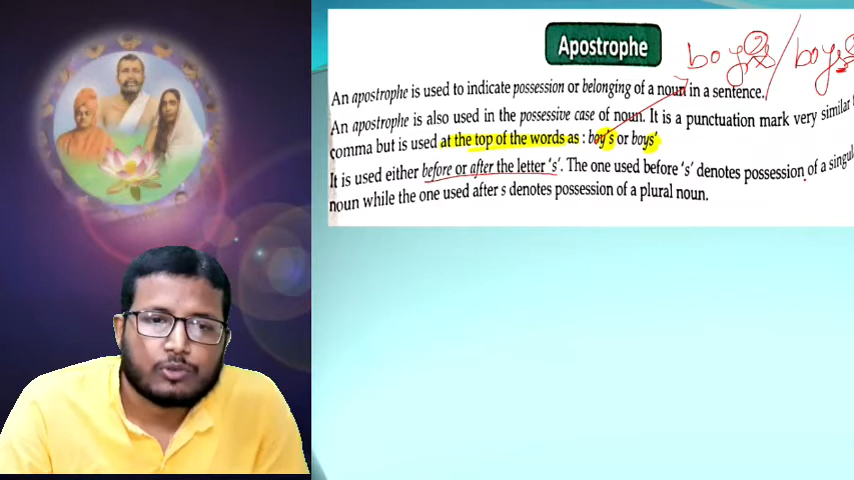 Apostrophe
boy's/boys
An apostrophe is used to indicate possession or belonging of a noun in a sentence.
An apostrophe is also used in the possessive case of noun. It is a punctuation mark very similar
comma but is used at the top of the words as : boy's or boys'
It is used either before or after the letter 's'. The one used before 's' denotes possession of a singul
noun while the one used after s denotes possession of a plural noun.